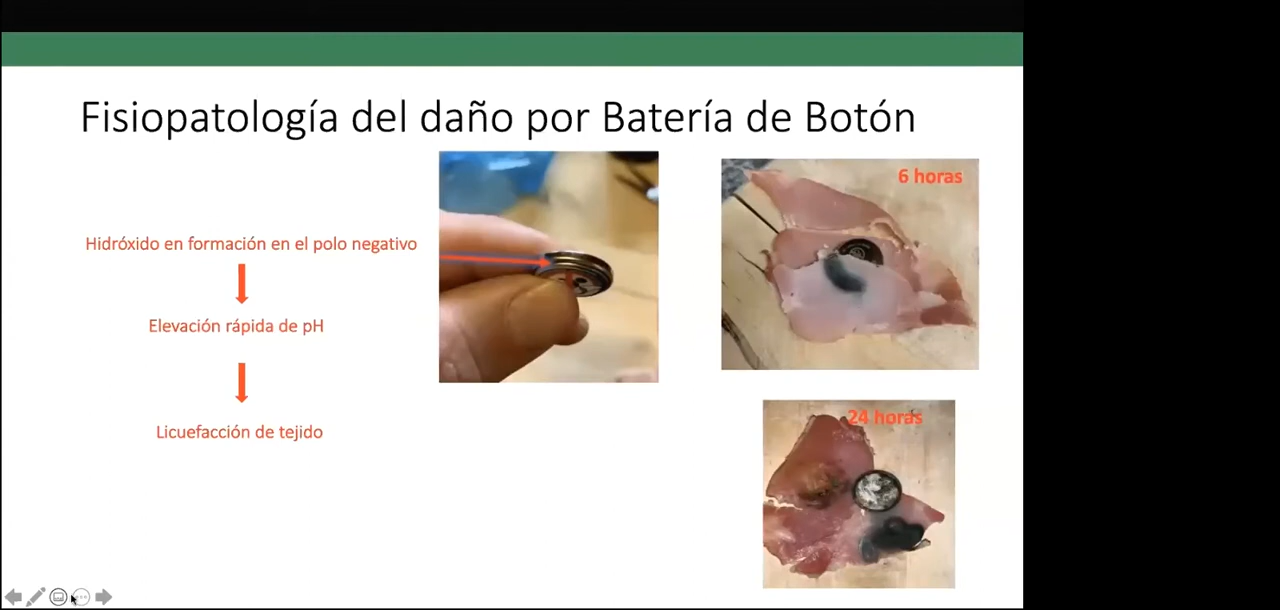 Fisiopatología del daño por Batería de Botón
Hidróxido en formación en el polo negativo
Elevación rápida de pH
Licuefacción de tejido
6 horas
24 horas